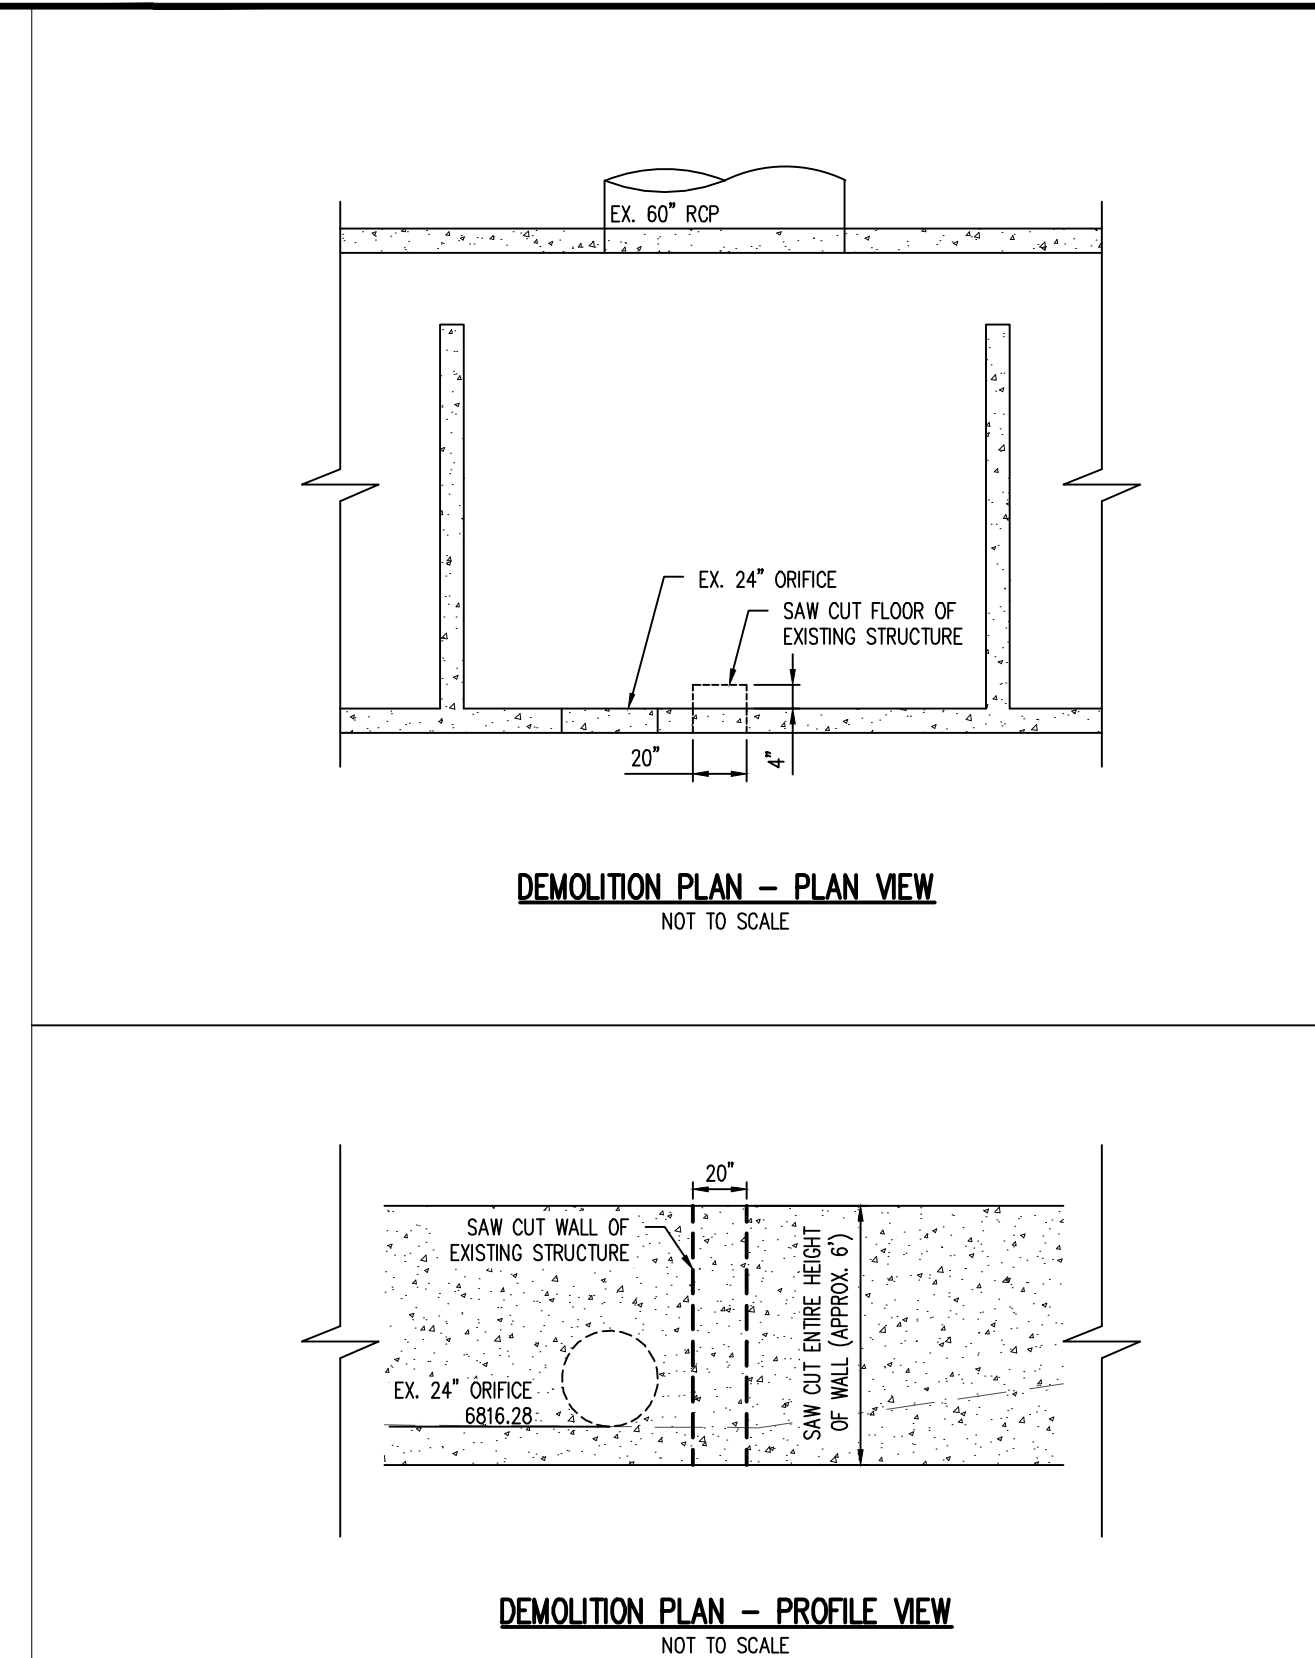 EX. 60" RCP
EX. 24" ORIFICE
SAW CUT FLOOR OF
EXISTING STRUCTURE
20"
4"
DEMOLITION PLAN - PLAN VIEW
NOT TO SCALE
20"
SAW CUT WALL OF
EXISTING STRUCTURE
SAW CUT ENTIRE HEIGHT
OF WALL (APPROX. 6')
EX. 24" ORIFICE
6816.28
DEMOLITION PLAN - PROFILE VIEW
NOT TO SCALE